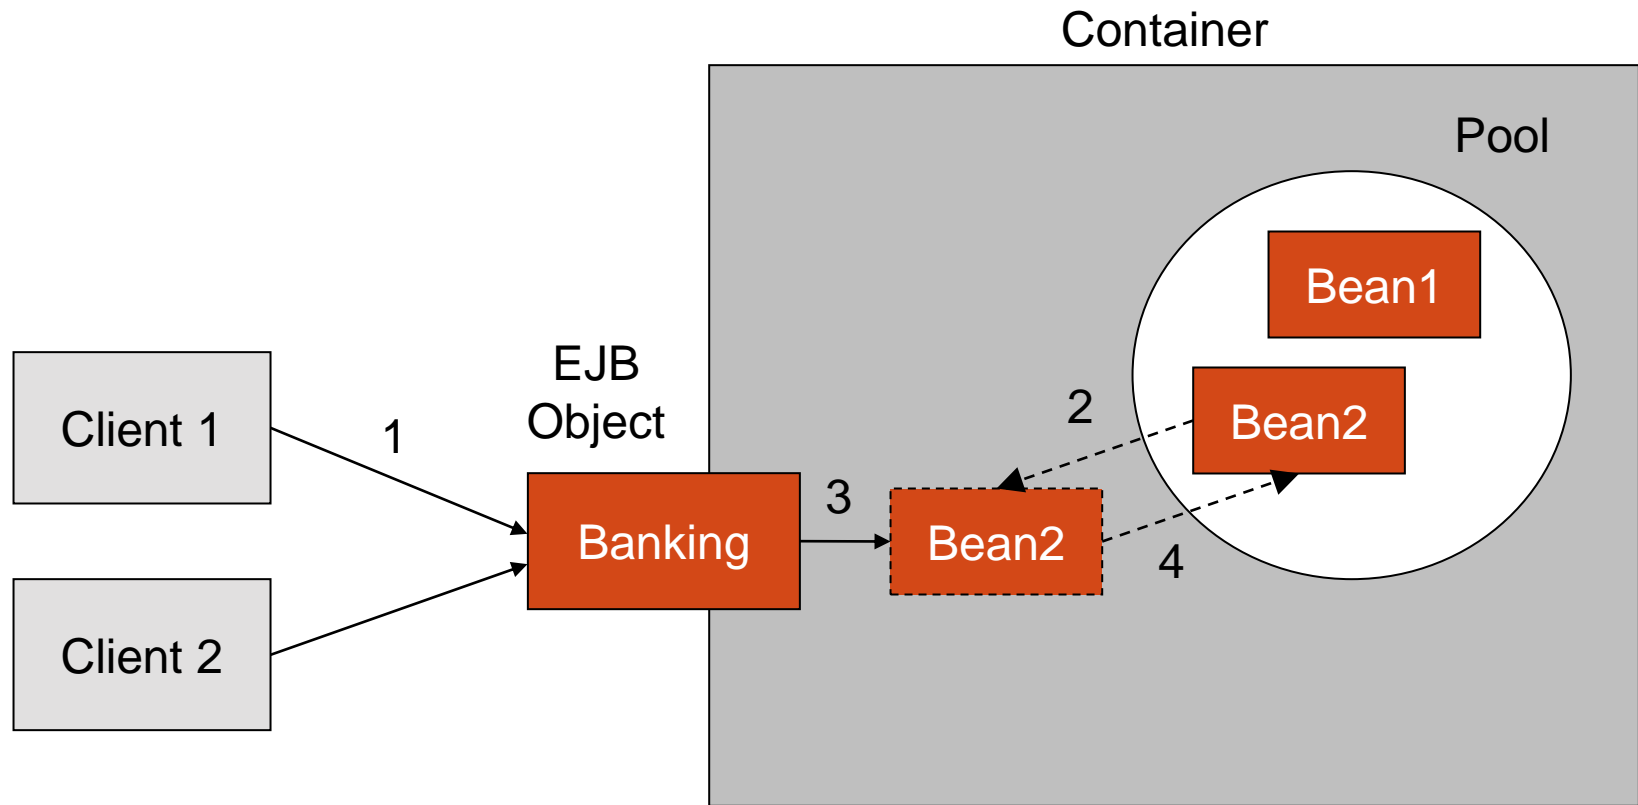 Container
Pool
Bean1
EJB
Object
Client 1
1
2
Bean2
3
Banking
Bean2
4
Client 2